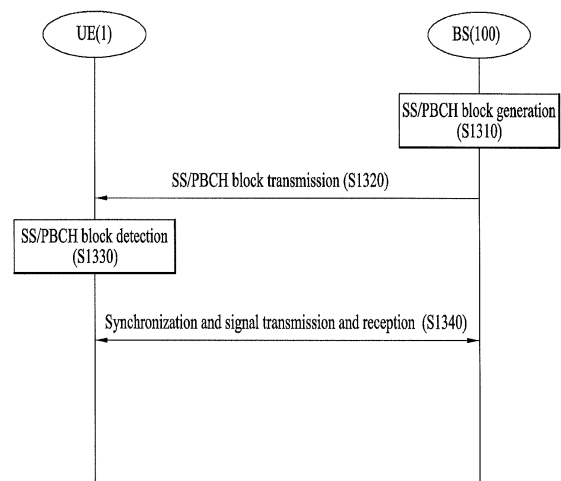 UE(1)
BS(100)
SS/PBCH block generation
(S1310)
SS/PBCH block transmission (S1320)
SS/PBCH block detection
(S1330)
Synchronization and signal transmission and reception (S1340)